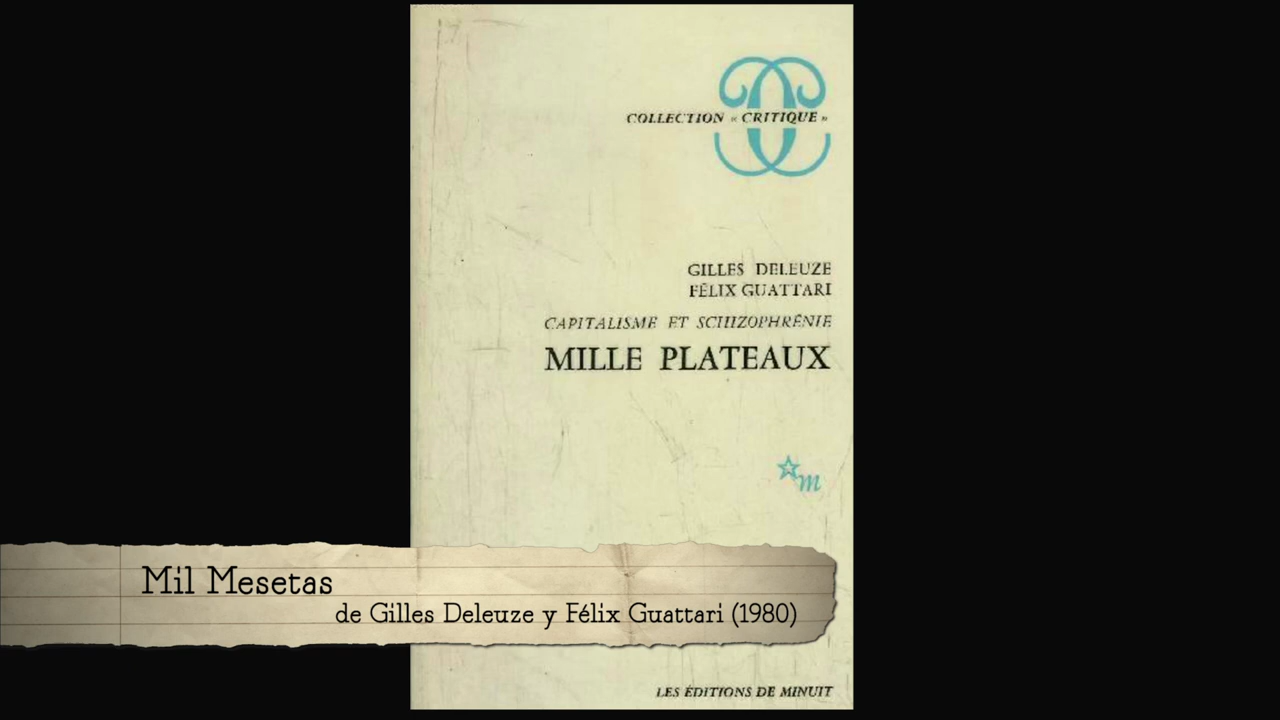 COLLECTION « CRITIQUE »
GILLES DELEUZE
FÉLIX GUATTARI
CAPITALISME ET SCHIZOPHRÉNIE
MILLE PLATEAUX
m
Mil Mesetas
de Gilles Deleuze y Félix Guattari (1980)
LES ÉDITIONS DE MINUIT